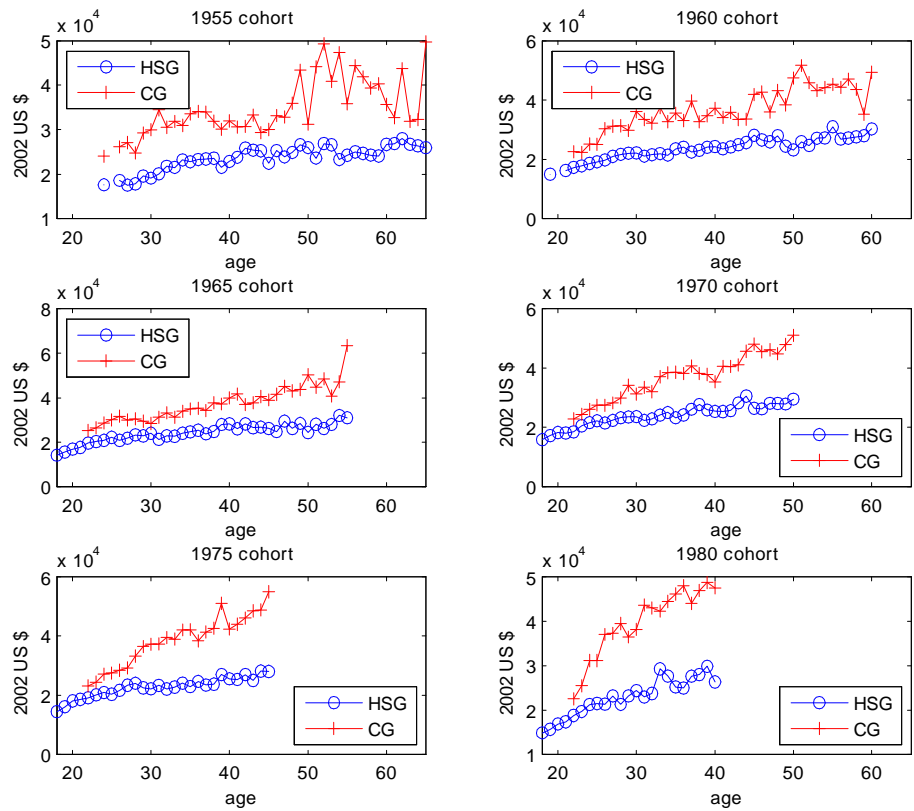 1955 cohort
x 10^4
5
4
3
2
1
2002 US $
HSG
CG
20 30 40 50 60
age
1960 cohort
x 10^4
6
4
2
0
2002 US $
HSG
CG
20 30 40 50 60
age
1965 cohort
x 10^4
8
6
4
2
0
2002 US $
HSG
CG
20 30 40 50 60
age
1970 cohort
x 10^4
6
4
2
0
2002 US $
HSG
CG
20 30 40 50 60
age
1975 cohort
x 10^4
6
4
2
0
2002 US $
HSG
CG
20 30 40 50 60
age
1980 cohort
x 10^4
5
4
3
2
1
2002 US $
HSG
CG
20 30 40 50 60
age